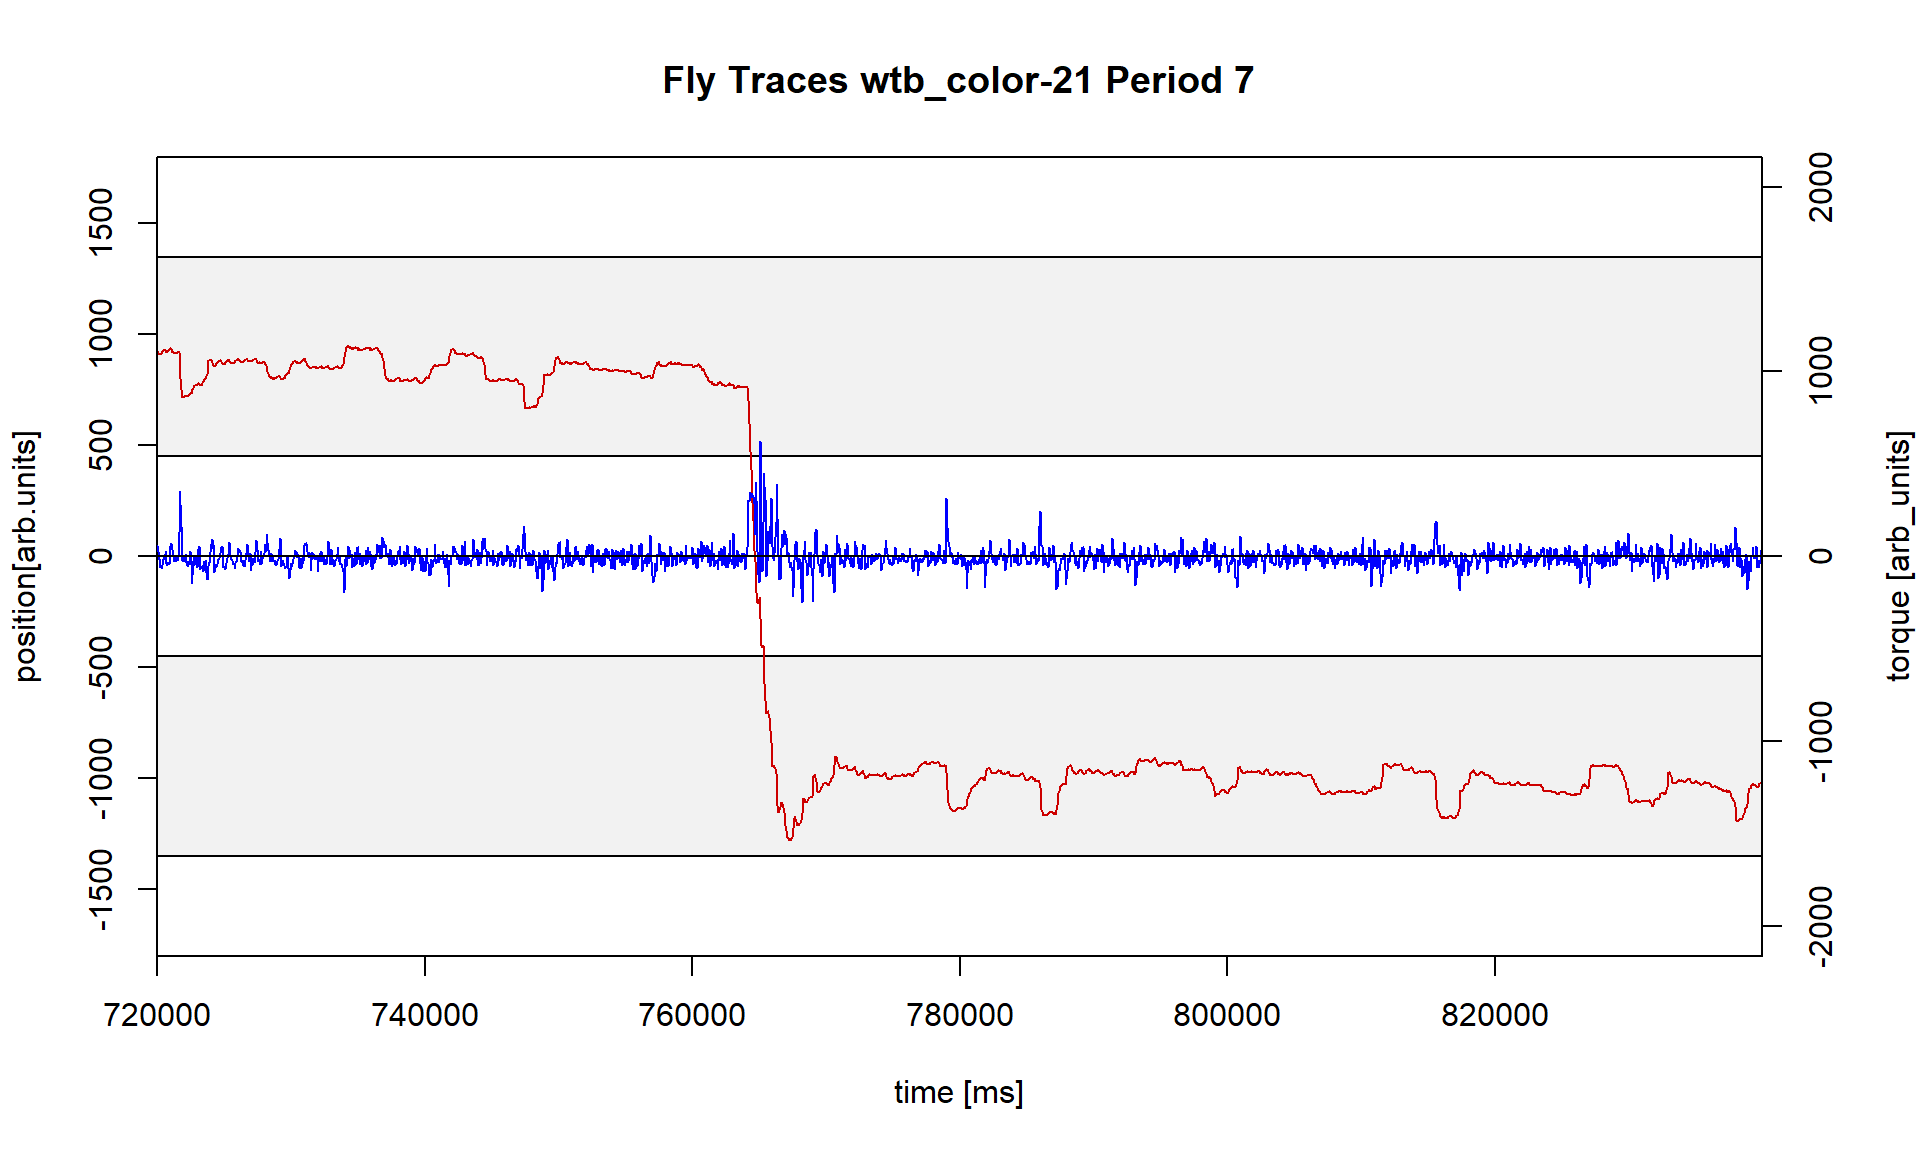 Fly Traces wtb_color-21 Period 7
position[arb.units]
1500
1000
500
0
-500
-1000
-1500
2000
1000
0
-1000
-2000
torque [arb_units]
720000 740000 760000 780000 800000 820000
time [ms]